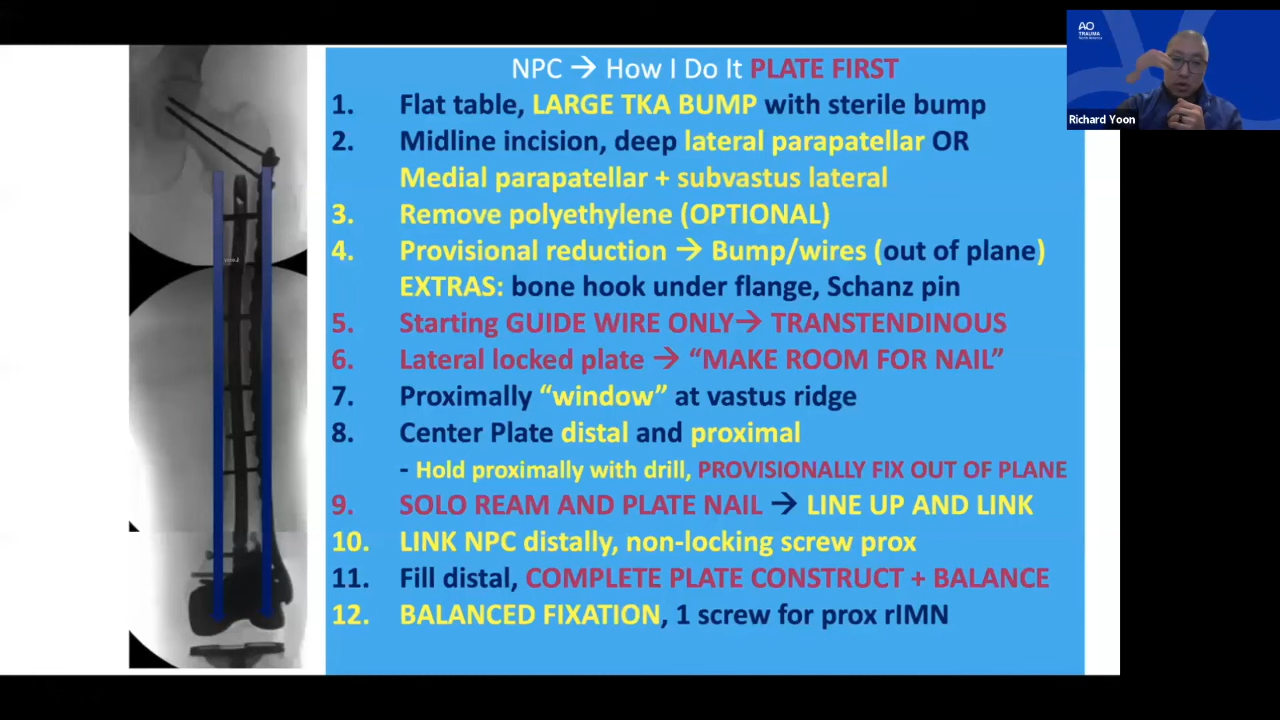 NPC → How I Do It PLATE FIRST
1. Flat table, LARGE TKA BUMP with sterile bump
2. Midline incision, deep lateral parapatellar OR
Medial parapatellar + subvastus lateral
3. Remove polyethylene (OPTIONAL)
4. Provisional reduction → Bump/wires (out of plane)
EXTRAS: bone hook under flange, Schanz pin
5. Starting GUIDE WIRE ONLY→ TRANSTENDINOUS
6. Lateral locked plate → “MAKE ROOM FOR NAIL”
7. Proximally “window” at vastus ridge
8. Center Plate distal and proximal
- Hold proximally with drill, PROVISIONALLY FIX OUT OF PLANE
9. SOLO REAM AND PLATE NAIL → LINE UP AND LINK
10. LINK NPC distally, non-locking screw prox
11. Fill distal, COMPLETE PLATE CONSTRUCT + BALANCE
12. BALANCED FIXATION, 1 screw for prox rIMN
AO
TRAUMA
North America
Richard Yoon